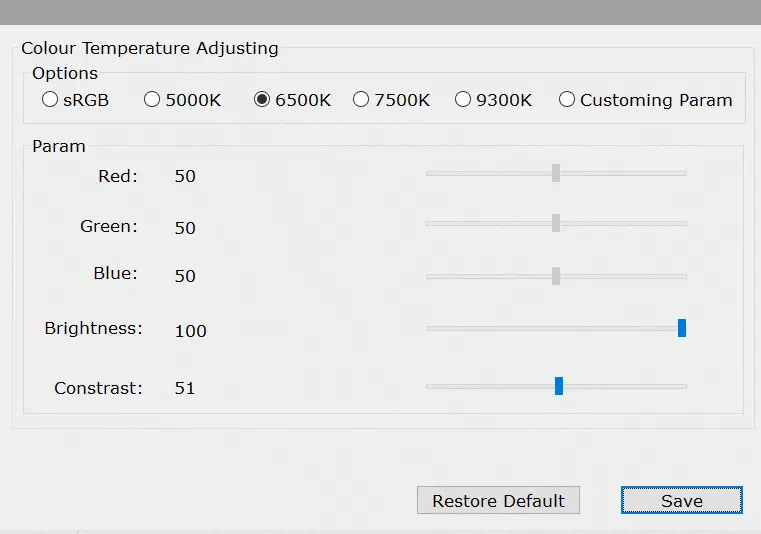 Colour Temperature Adjusting
Options
sRGB 5000K 6500K 7500K 9300K Customing Param
Param
Red: 50
Green: 50
Blue: 50
Brightness: 100
Constrast: 51
Restore Default Save